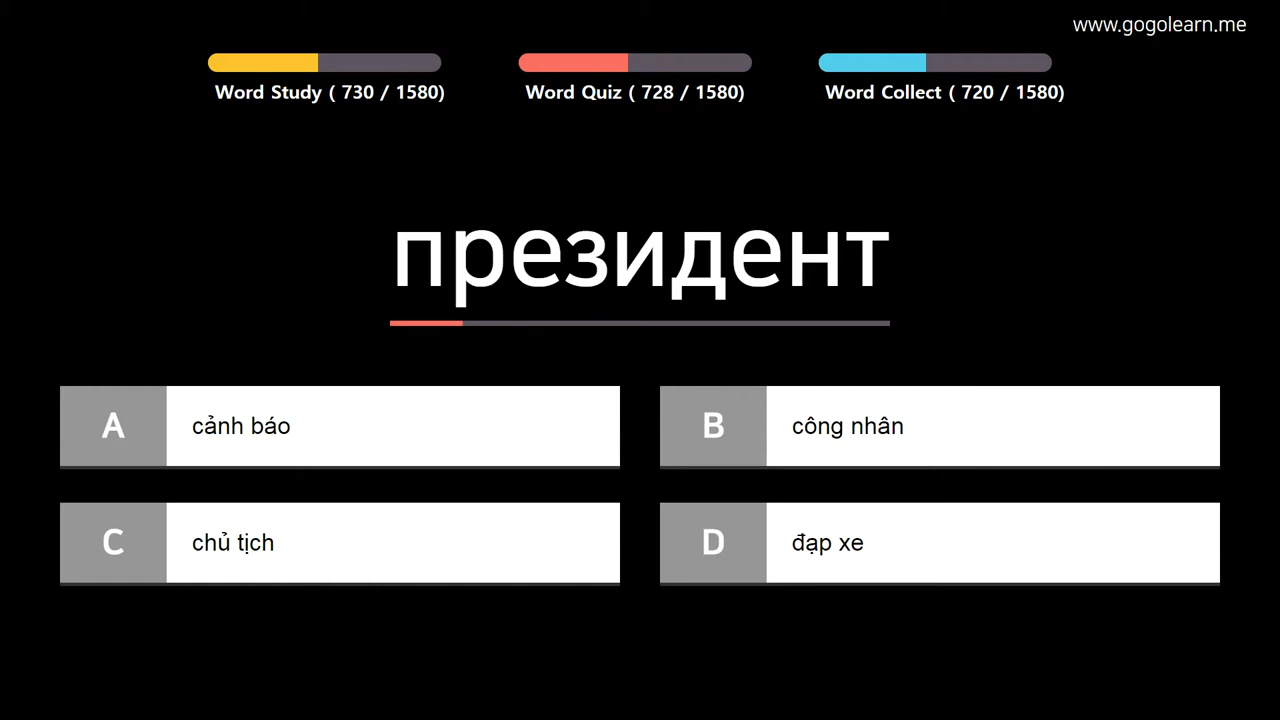 www.gogolearn.me
Word Study ( 730 / 1580)
Word Quiz ( 728 / 1580)
Word Collect ( 720 / 1580)
президент
A cảnh báo
B công nhân
C chủ tịch
D đạp xe